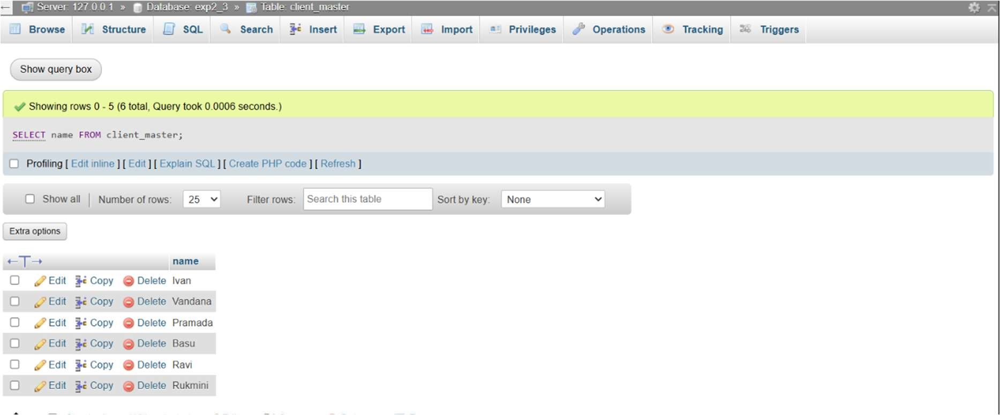 Server: 127.0.0.1 » Database: exp2_3 » Table: client_master
Browse Structure SQL Search Insert Export Import Privileges Operations Tracking Triggers
Show query box
Showing rows 0 - 5 (6 total, Query took 0.0006 seconds.)
SELECT name FROM client_master;
Profiling [ Edit inline ] [ Edit ] [ Explain SQL ] [ Create PHP code ] [ Refresh ]
Show all Number of rows: 25 Filter rows: Search this table Sort by key: None
Extra options
←T→ name
Edit Copy Delete Ivan
Edit Copy Delete Vandana
Edit Copy Delete Pramada
Edit Copy Delete Basu
Edit Copy Delete Ravi
Edit Copy Delete Rukmini